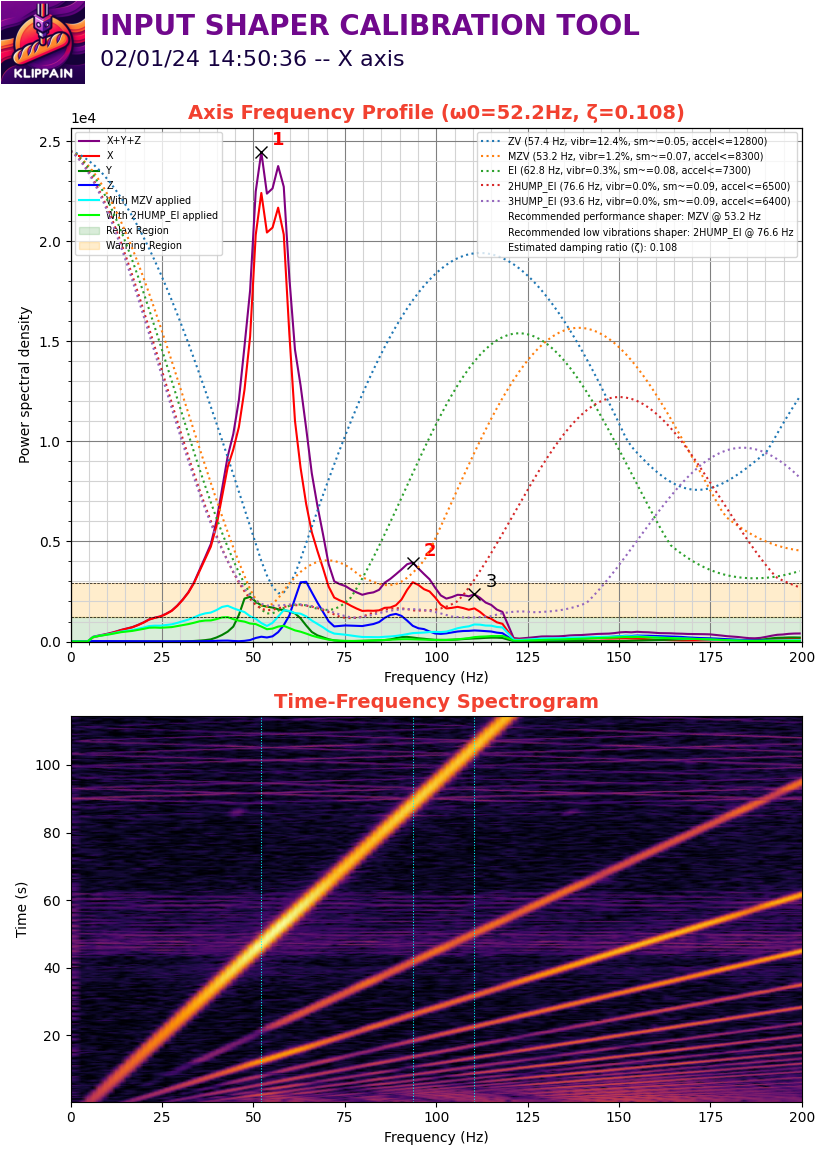 INPUT SHAPER CALIBRATION TOOL
02/01/24 14:50:36 -- X axis
KLIPPAIN
Axis Frequency Profile (ω0=52.2Hz, ζ=0.108)
1e4
X+Y+Z
X
Y
Z
With MZV applied
With 2HUMP_EI applied
Relax Region
Warning Region
ZV (57.4 Hz, vibr=12.4%, sm~=0.05, accel<=12800)
MZV (53.2 Hz, vibr=1.2%, sm~=0.07, accel<=8300)
EI (62.8 Hz, vibr=0.3%, sm~=0.08, accel<=7300)
2HUMP_EI (76.6 Hz, vibr=0.0%, sm~=0.09, accel<=6500)
3HUMP_EI (93.6 Hz, vibr=0.0%, sm~=0.09, accel<=6400)
Recommended performance shaper: MZV @ 53.2 Hz
Recommended low vibrations shaper: 2HUMP_EI @ 76.6 Hz
Estimated damping ratio (ζ): 0.108
1
2
3
2.5
2.0
1.5
1.0
0.5
0.0
Power spectral density
0 25 50 75 100 125 150 175 200
Frequency (Hz)
Time-Frequency Spectrogram
100
80
60
40
20
Time (s)
0 25 50 75 100 125 150 175 200
Frequency (Hz)